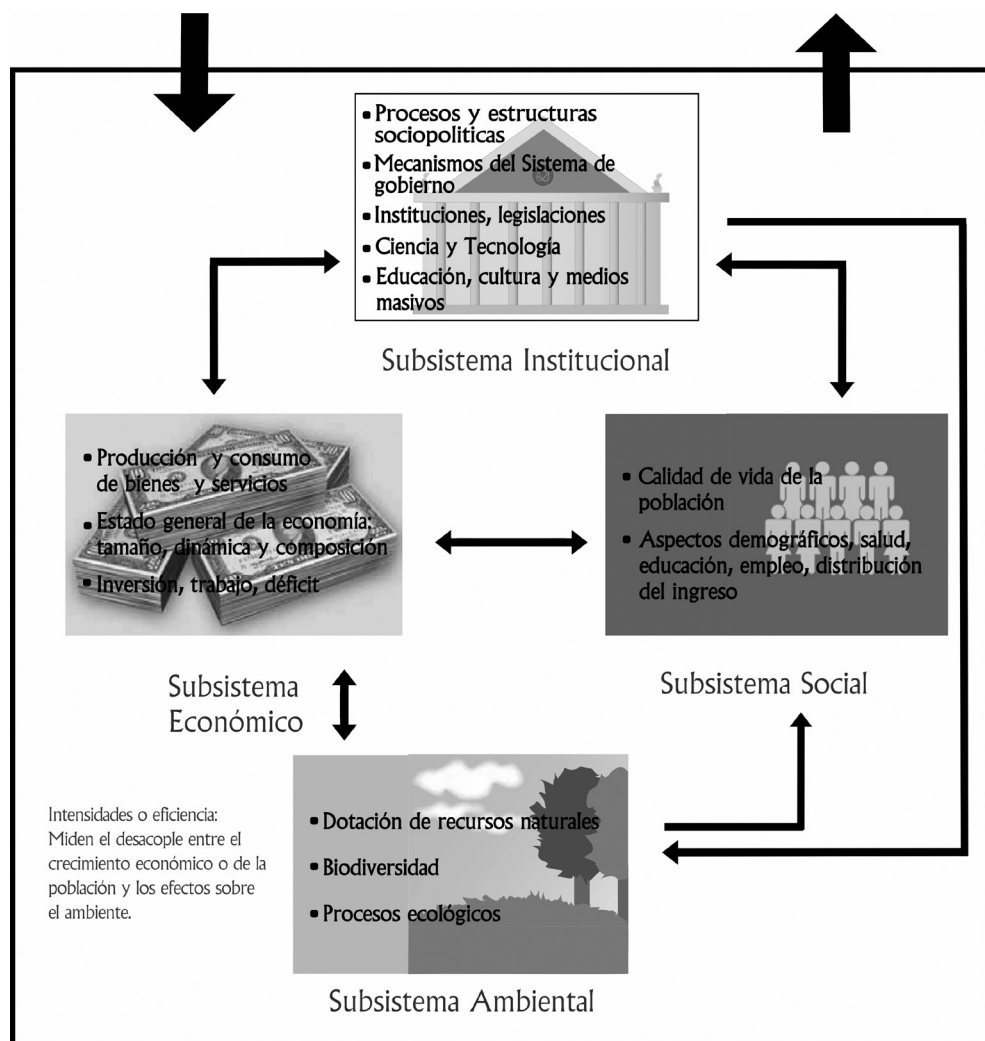 • Procesos y estructuras
sociopoliticas
• Mecanismos del Sistema de
gobierno
• Instituciones, legislaciones
• Ciencia y Tecnología
• Educación, cultura y medios
masivos
Subsistema Institucional
• Producción y consumo
de bienes y servicios
• Estado general de la economía:
tamaño, dinámica y composición
• Inversión, trabajo, déficit
Subsistema
Económico
• Calidad de vida de la
población
• Aspectos demográficos, salud,
educación, empleo, distribución
del ingreso
Subsistema Social
Intensidades o eficiencia:
Miden el desacople entre el
crecimiento económico o de la
población y los efectos sobre
el ambiente.
• Dotación de recursos naturales
• Biodiversidad
• Procesos ecológicos
Subsistema Ambiental